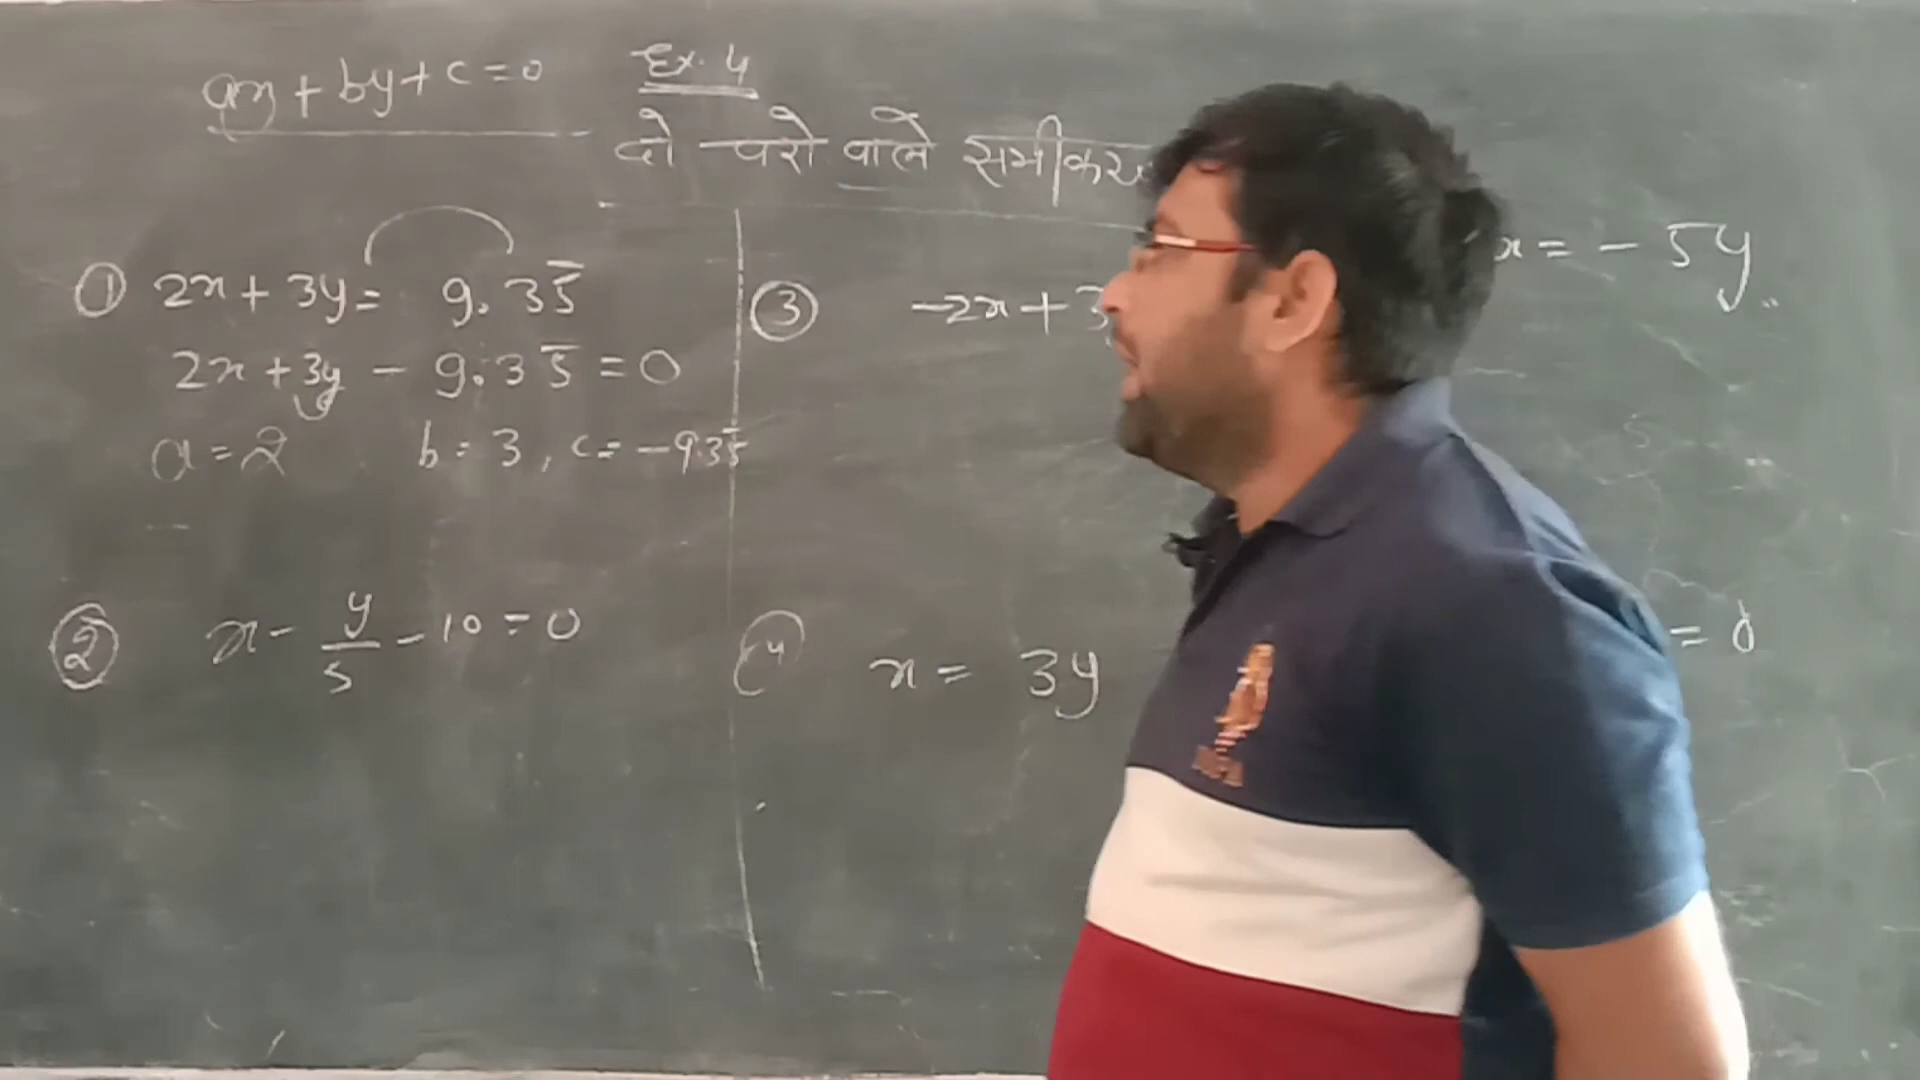 ax + by + c = 0
Ex. 4
दो चरो वाले समीकरण
① 2x + 3y = 9.35̅
2x + 3y - 9.35̅ = 0
a = 2 b = 3, c = -9.35̅
② x - y/5 - 10 = 0
③ -2x + 3
④ x = 3y
x = - 5y
= 0